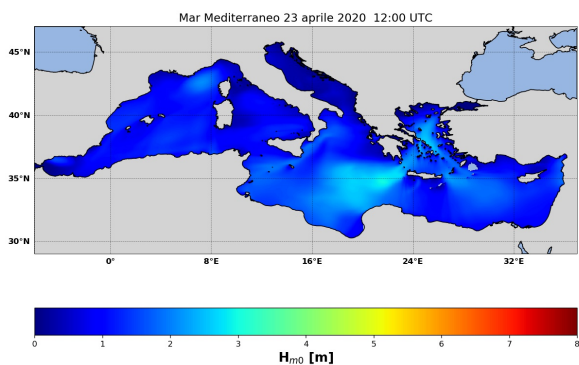 Mar Mediterraneo 23 aprile 2020  12:00 UTC
45°N
40°N
35°N
30°N
0° 8°E 16°E 24°E 32°E
0 1 2 3 4 5 6 7 8
Hm0 [m]